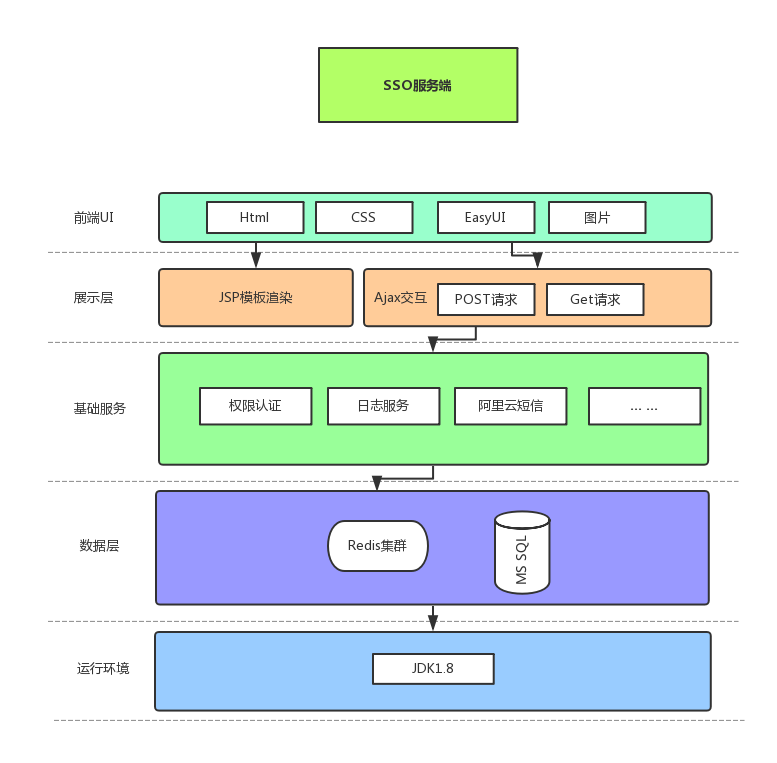 SSO服务端
前端UI
Html
CSS
EasyUI
图片
展示层
JSP模板渲染
Ajax交互
POST请求
Get请求
基础服务
权限认证
日志服务
阿里云短信
... ...
数据层
Redis集群
MS SQL
运行环境
JDK1.8